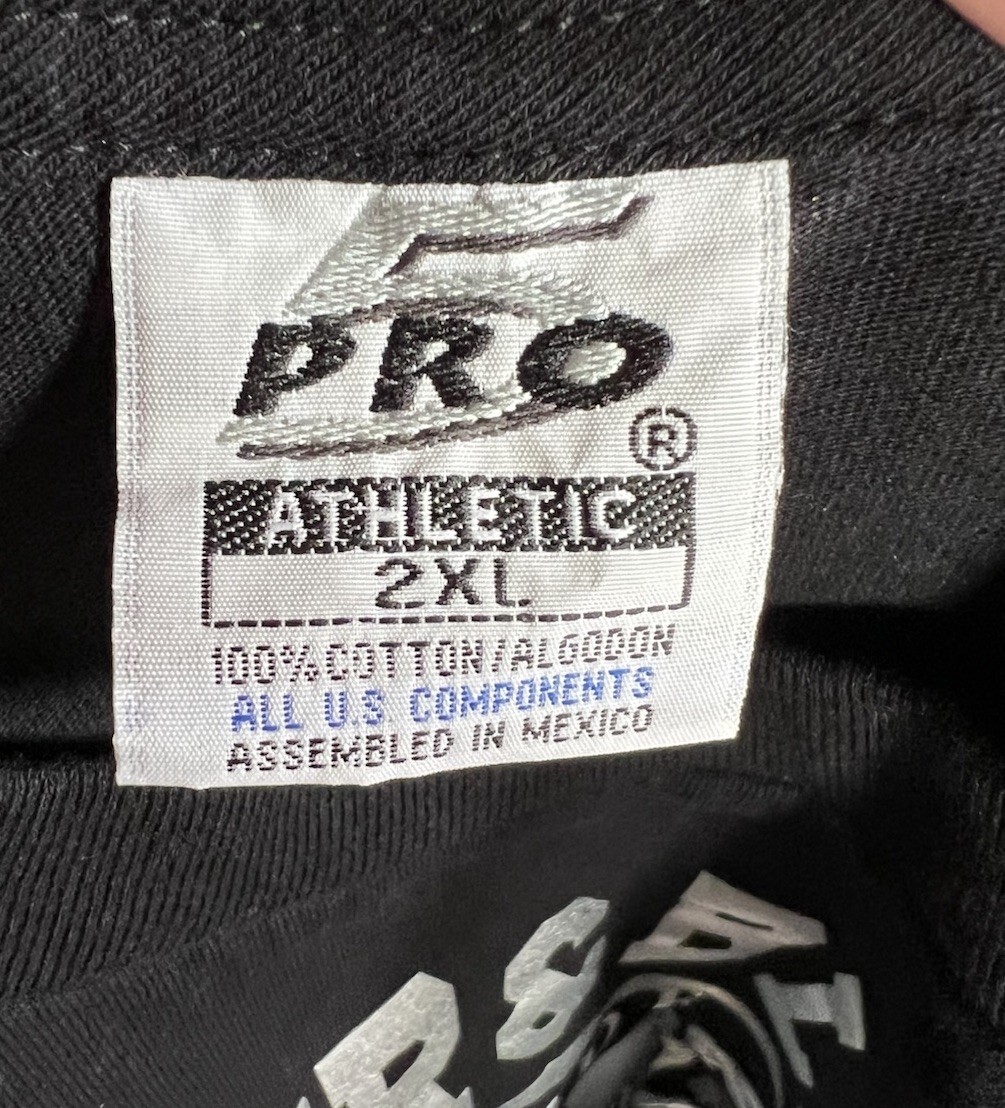 PRO
®
ATHLETIC
2XL
100% COTTON/ALGODON
ALL U.S. COMPONENTS
ASSEMBLED IN MEXICO